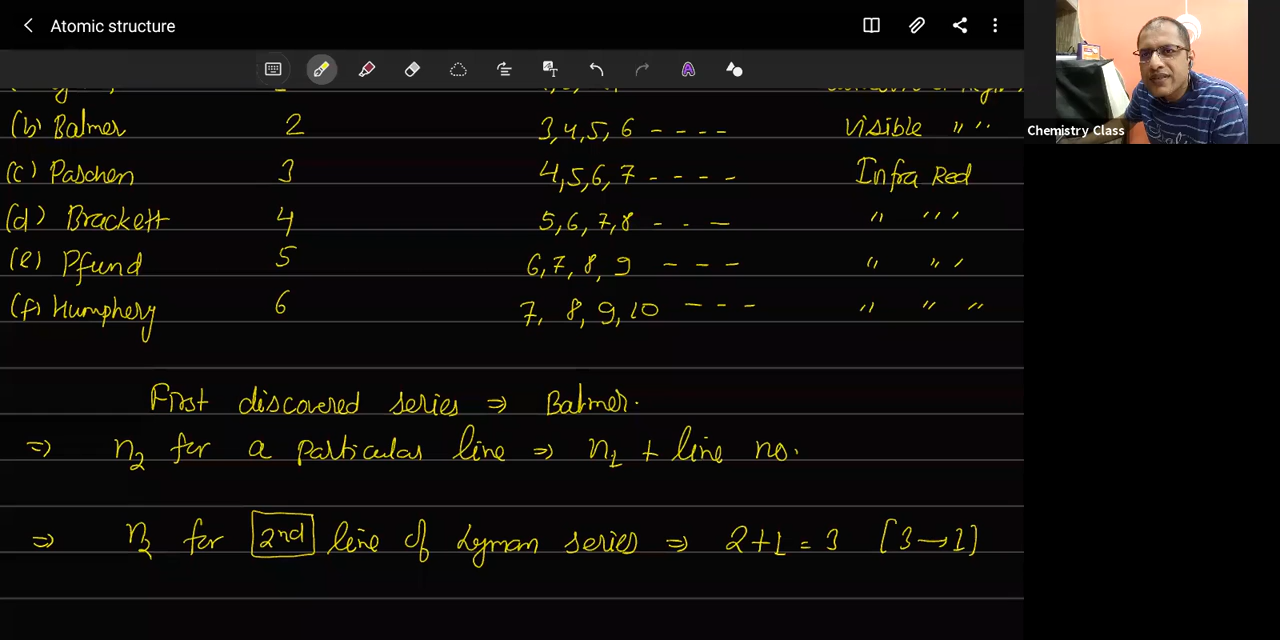 Atomic structure
Chemistry Class
(b) Balmer 2 3,4,5,6 - - - - visible " "
(c) Paschen 3 4,5,6,7 - - - - Infra Red
(d) Brackett 4 5,6,7,8 - - - " " "
(e) Pfund 5 6,7,8,9 - - - " " "
(f) Humphery 6 7, 8, 9, 10 - - - " " "
First discovered series ⇒ Balmer.
⇒ n₂ for a particular line ⇒ n₁ + line no.
⇒ n₂ for 2nd line of Lyman series ⇒ 2+1 = 3 [3→1]